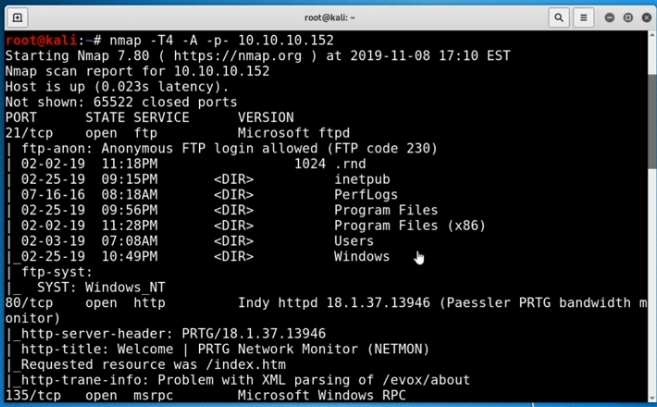 root@kali: ~
root@kali:~# nmap -T4 -A -p- 10.10.10.152
Starting Nmap 7.80 ( https://nmap.org ) at 2019-11-08 17:10 EST
Nmap scan report for 10.10.10.152
Host is up (0.023s latency).
Not shown: 65522 closed ports
PORT      STATE SERVICE      VERSION
21/tcp    open  ftp          Microsoft ftpd
| ftp-anon: Anonymous FTP login allowed (FTP code 230)
| 02-02-19  11:18PM                 1024 .rnd
| 02-25-19  09:15PM       <DIR>          inetpub
| 07-16-16  08:18AM       <DIR>          PerfLogs
| 02-25-19  09:56PM       <DIR>          Program Files
| 02-02-19  11:28PM       <DIR>          Program Files (x86)
| 02-03-19  07:08AM       <DIR>          Users
|_02-25-19  10:49PM       <DIR>          Windows
| ftp-syst:
|_  SYST: Windows_NT
80/tcp    open  http         Indy httpd 18.1.37.13946 (Paessler PRTG bandwidth m
onitor)
|_http-server-header: PRTG/18.1.37.13946
| http-title: Welcome | PRTG Network Monitor (NETMON)
|_Requested resource was /index.htm
|_http-trane-info: Problem with XML parsing of /evox/about
135/tcp   open  msrpc        Microsoft Windows RPC